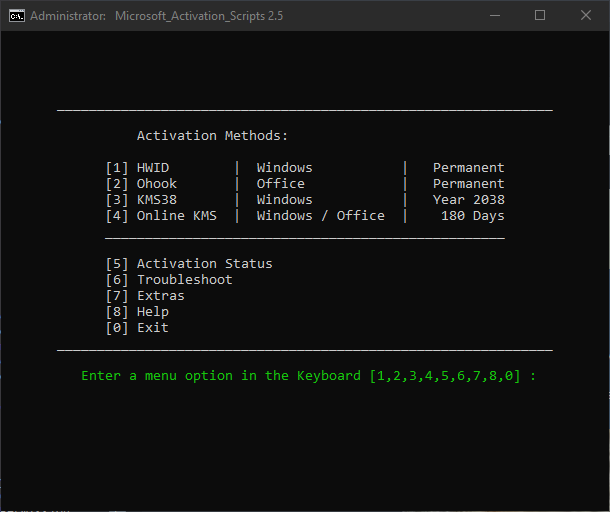 Administrator: Microsoft_Activation_Scripts 2.5
Activation Methods:
[1] HWID | Windows | Permanent
[2] Ohook | Office | Permanent
[3] KMS38 | Windows | Year 2038
[4] Online KMS | Windows / Office | 180 Days
[5] Activation Status
[6] Troubleshoot
[7] Extras
[8] Help
[0] Exit
Enter a menu option in the Keyboard [1,2,3,4,5,6,7,8,0] :